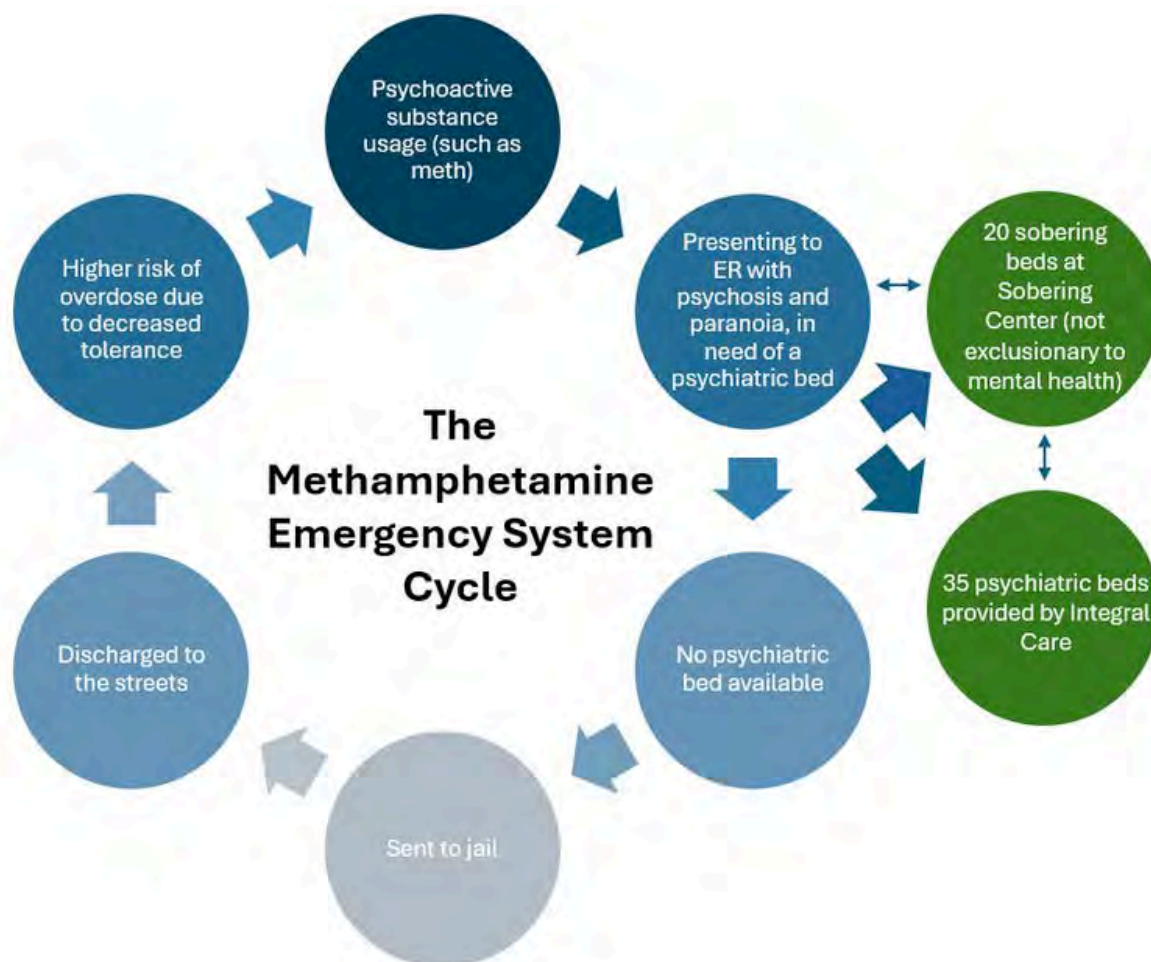 Psychoactive
substance
usage (such as
meth)
Presenting to
ER with
psychosis and
paranoia, in
need of a
psychiatric bed
20 sobering
beds at
Sobering
Center (not
exclusionary to
mental health)
35 psychiatric beds
provided by Integral
Care
No psychiatric
bed available
Sent to jail
Discharged to
the streets
Higher risk of
overdose due
to decreased
tolerance
The
Methamphetamine
Emergency System
Cycle